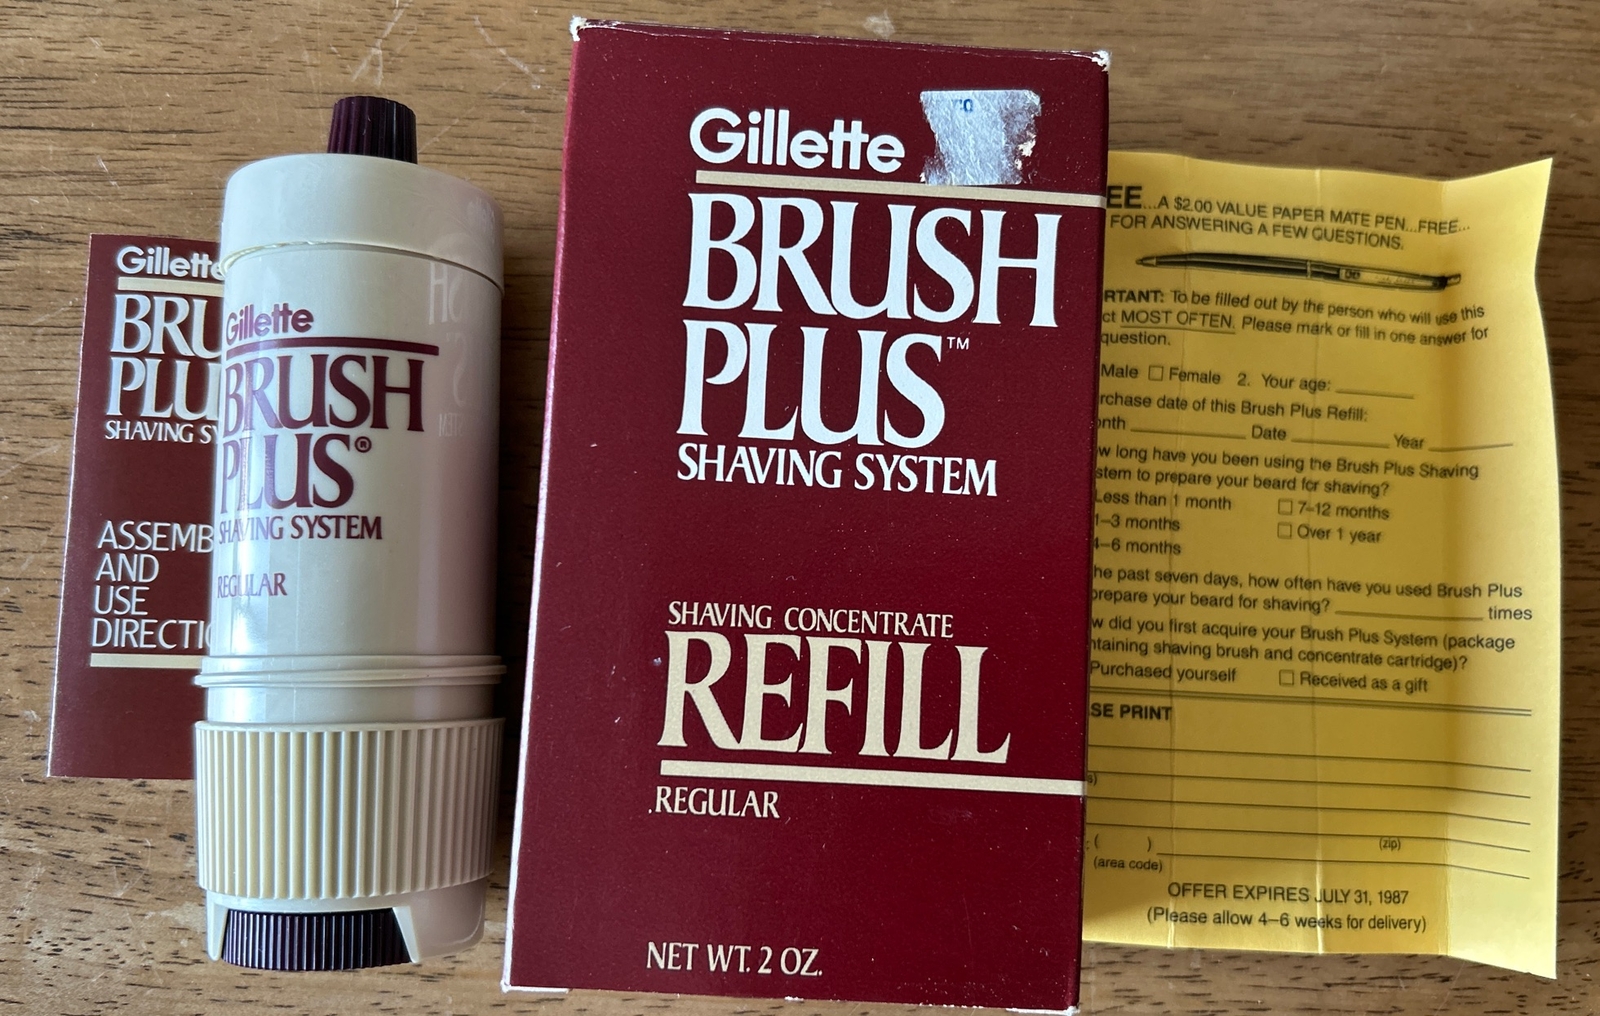 Gillette
BRU
PLU
SHAVING SY
ASSEMB
AND
USE
DIRECTI
Gillette
BRUSH
PLUS®
SHAVING SYSTEM
REGULAR
Gillette
BRUSH
PLUS™
SHAVING SYSTEM
SHAVING CONCENTRATE
REFILL
REGULAR
NET WT. 2 OZ.
EE...A $2.00 VALUE PAPER MATE PEN...FREE...
FOR ANSWERING A FEW QUESTIONS.
RTANT: To be filled out by the person who will use this
ct MOST OFTEN. Please mark or fill in one answer for
question.
Male ☐ Female 2. Your age: ______
rchase date of this Brush Plus Refill:
onth ______ Date ______ Year ______
w long have you been using the Brush Plus Shaving
stem to prepare your beard for shaving?
Less than 1 month ☐ 7–12 months
1–3 months ☐ Over 1 year
4–6 months
he past seven days, how often have you used Brush Plus
prepare your beard for shaving? ______ times
w did you first acquire your Brush Plus System (package
ntaining shaving brush and concentrate cartridge)?
Purchased yourself ☐ Received as a gift
SE PRINT
s)
: ( ) (zip)
(area code)
OFFER EXPIRES JULY 31, 1987
(Please allow 4–6 weeks for delivery)